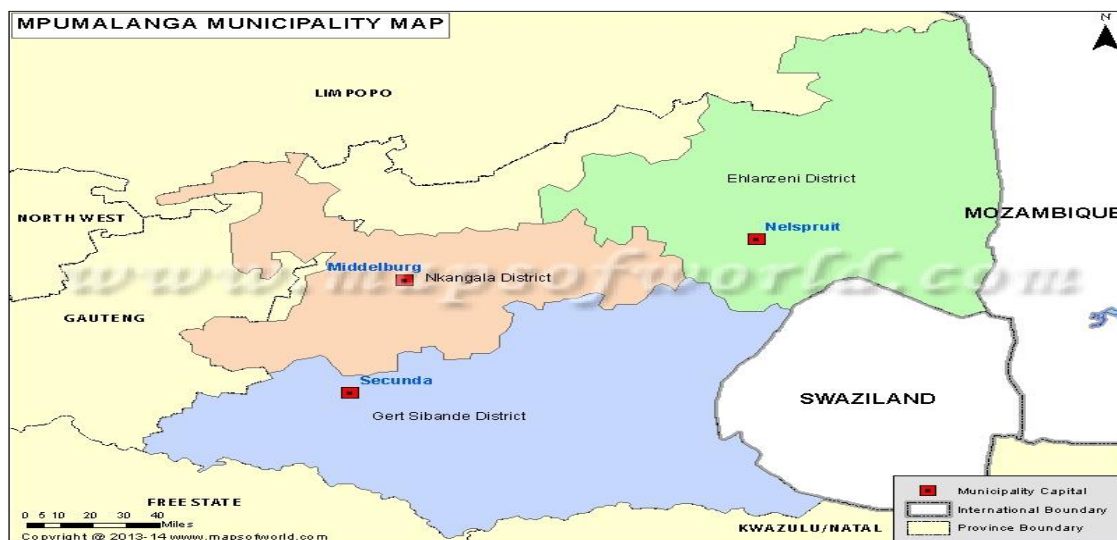 MPUMALANGA MUNICIPALITY MAP
N
LIMPOPO
Ehlanzeni District
NORTH WEST
MOZAMBIQUE
Nelspruit
www.mapsofworld.com
Middelburg
Nkangala District
GAUTENG
Secunda
SWAZILAND
Gert Sibande District
FREE STATE
KWAZULU/NATAL
Municipality Capital
International Boundary
Province Boundary
0 5 10 20 30 40
Miles
Copyright @ 2013-14 www.mapsofworld.com